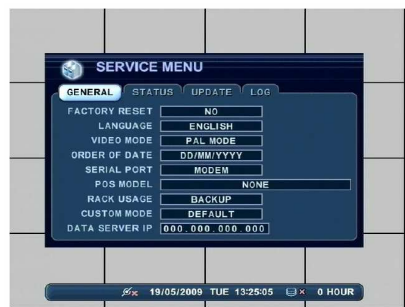 SERVICE MENU
GENERAL STATUS UPDATE LOG
FACTORY RESET NO
LANGUAGE ENGLISH
VIDEO MODE PAL MODE
ORDER OF DATE DD/MM/YYYY
SERIAL PORT MODEM
POS MODEL NONE
RACK USAGE BACKUP
CUSTOM MODE DEFAULT
DATA SERVER IP 000.000.000.000
19/05/2009 TUE 13:25:05 0 HOUR